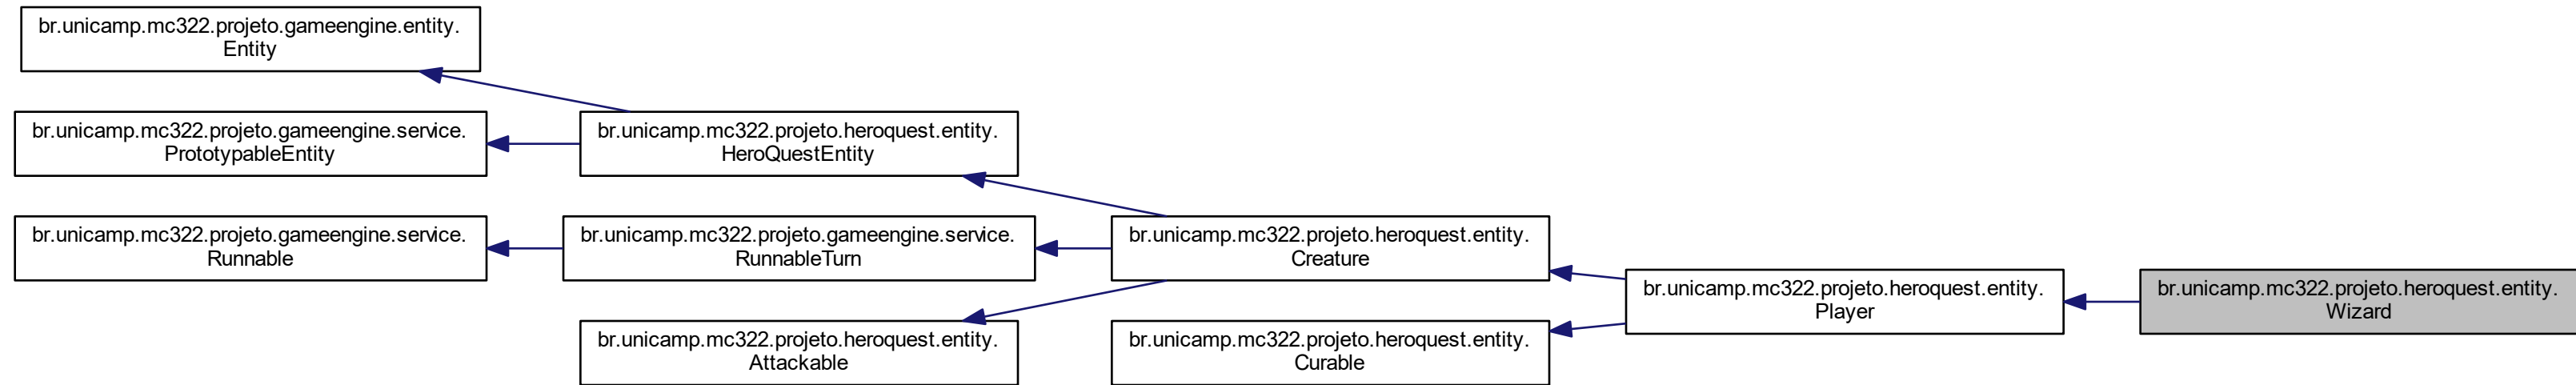 br.unicamp.mc322.projeto.gameengine.entity.
Entity
br.unicamp.mc322.projeto.gameengine.service.
PrototypableEntity
br.unicamp.mc322.projeto.heroquest.entity.
HeroQuestEntity
br.unicamp.mc322.projeto.gameengine.service.
Runnable
br.unicamp.mc322.projeto.gameengine.service.
RunnableTurn
br.unicamp.mc322.projeto.heroquest.entity.
Creature
br.unicamp.mc322.projeto.heroquest.entity.
Attackable
br.unicamp.mc322.projeto.heroquest.entity.
Curable
br.unicamp.mc322.projeto.heroquest.entity.
Player
br.unicamp.mc322.projeto.heroquest.entity.
Wizard